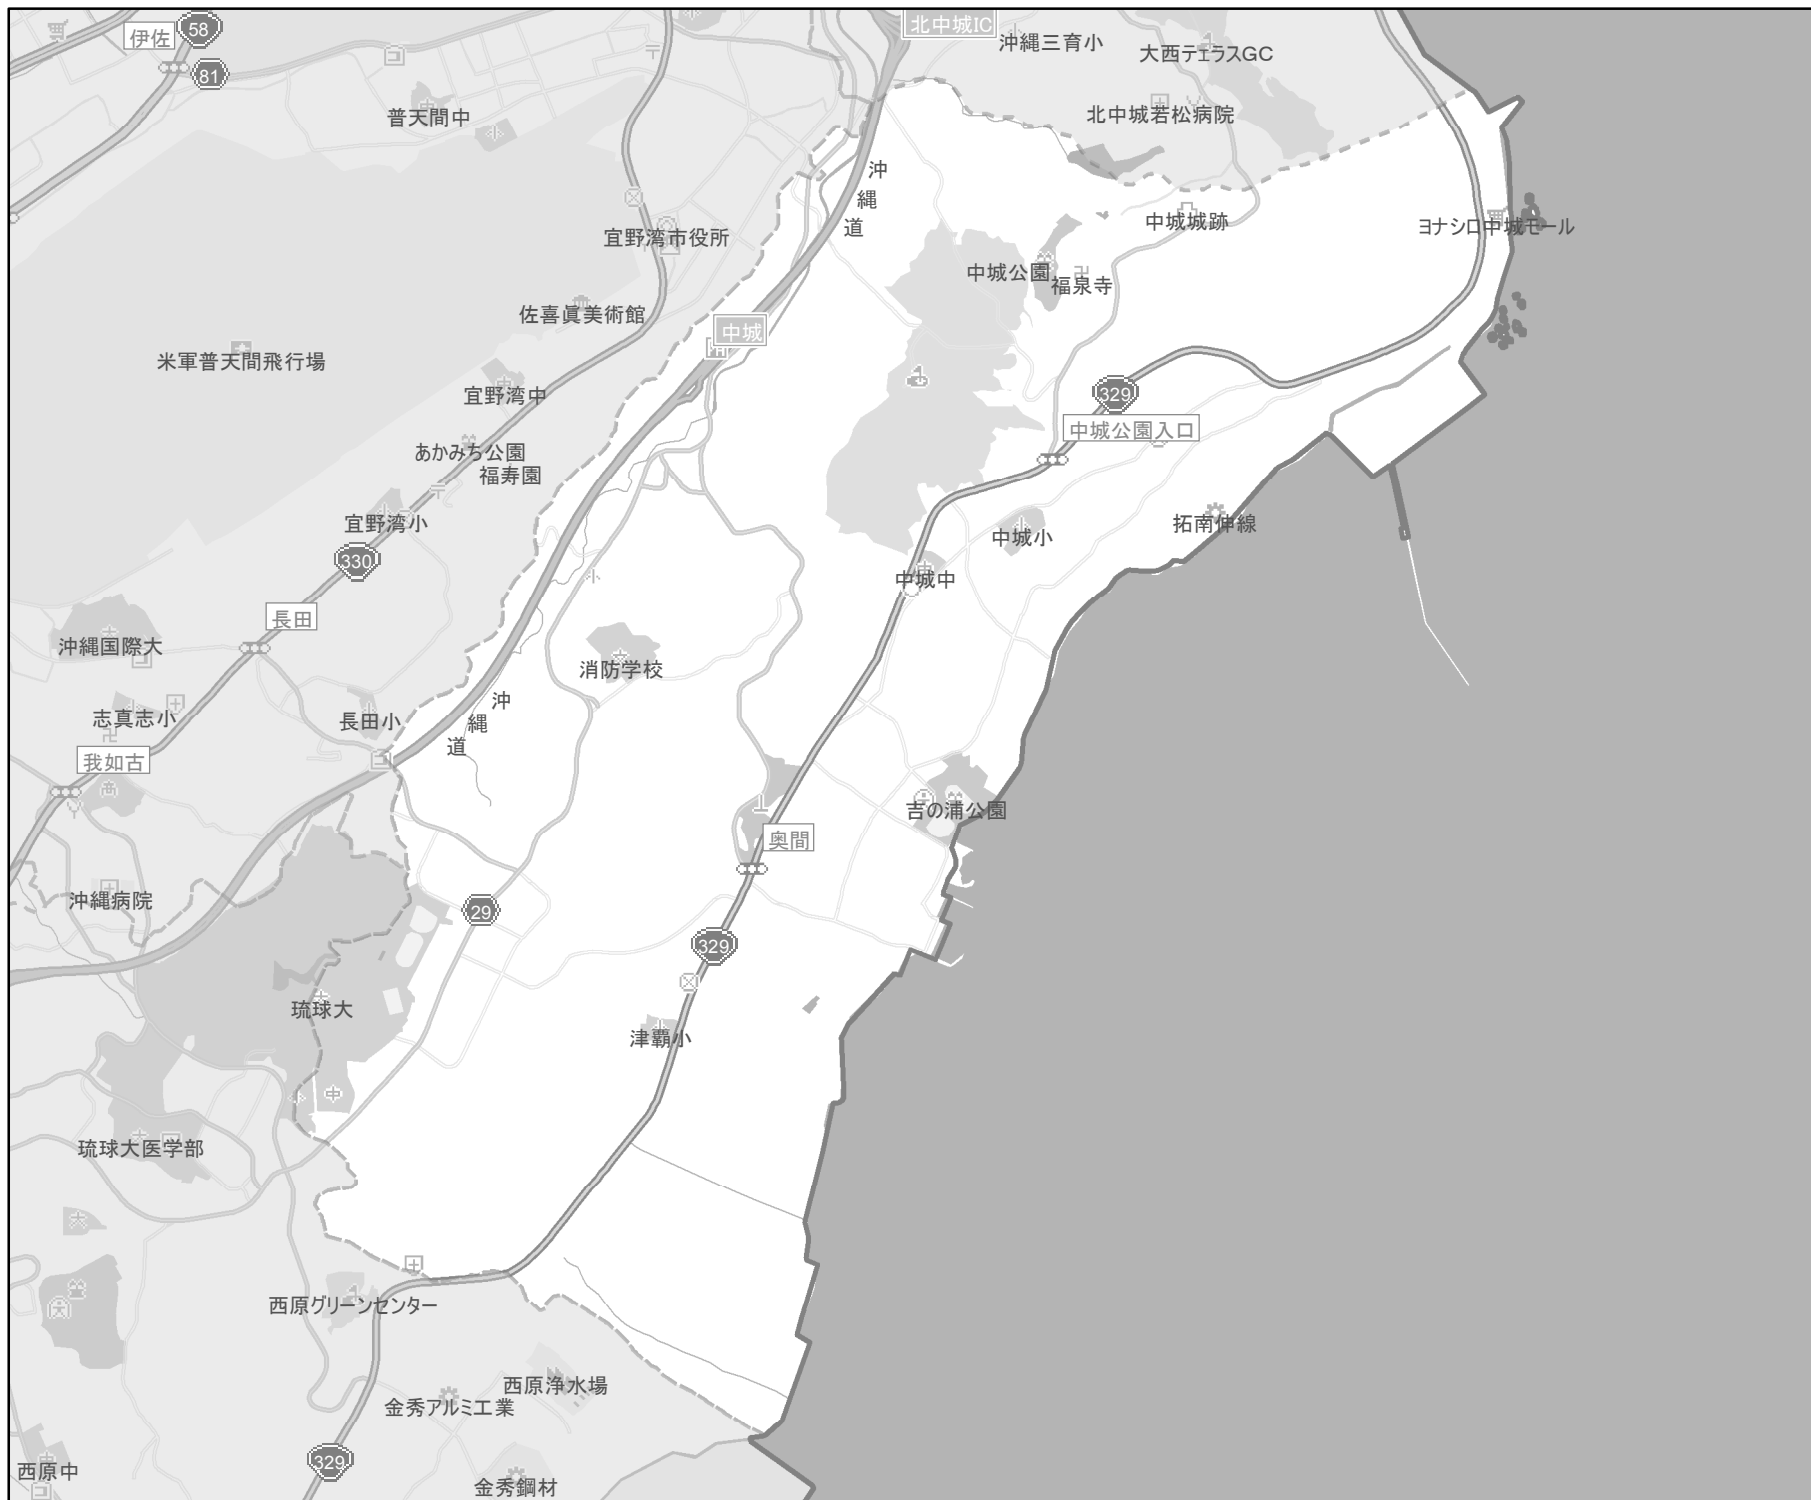 北中城IC
伊佐
58
沖縄三育小
大西テェラスGC
81
普天間中
北中城若松病院
沖縄道
中城城跡
ヨナシロ中城モール
宜野湾市役所
中城公園
福泉寺
佐喜眞美術館
中城
米軍普天間飛行場
宜野湾中
329
中城公園入口
あかみち公園
福寿園
宜野湾小
拓南伸線
中城小
330
中城中
長田
沖縄国際大
消防学校
沖縄道
志真志小
長田小
我如古
吉の浦公園
奥間
沖縄病院
29
329
琉球大
津覇小
中
琉球大医学部
大
西原グリーンセンター
西原浄水場
金秀アルミ工業
329
西原中
金秀鋼材